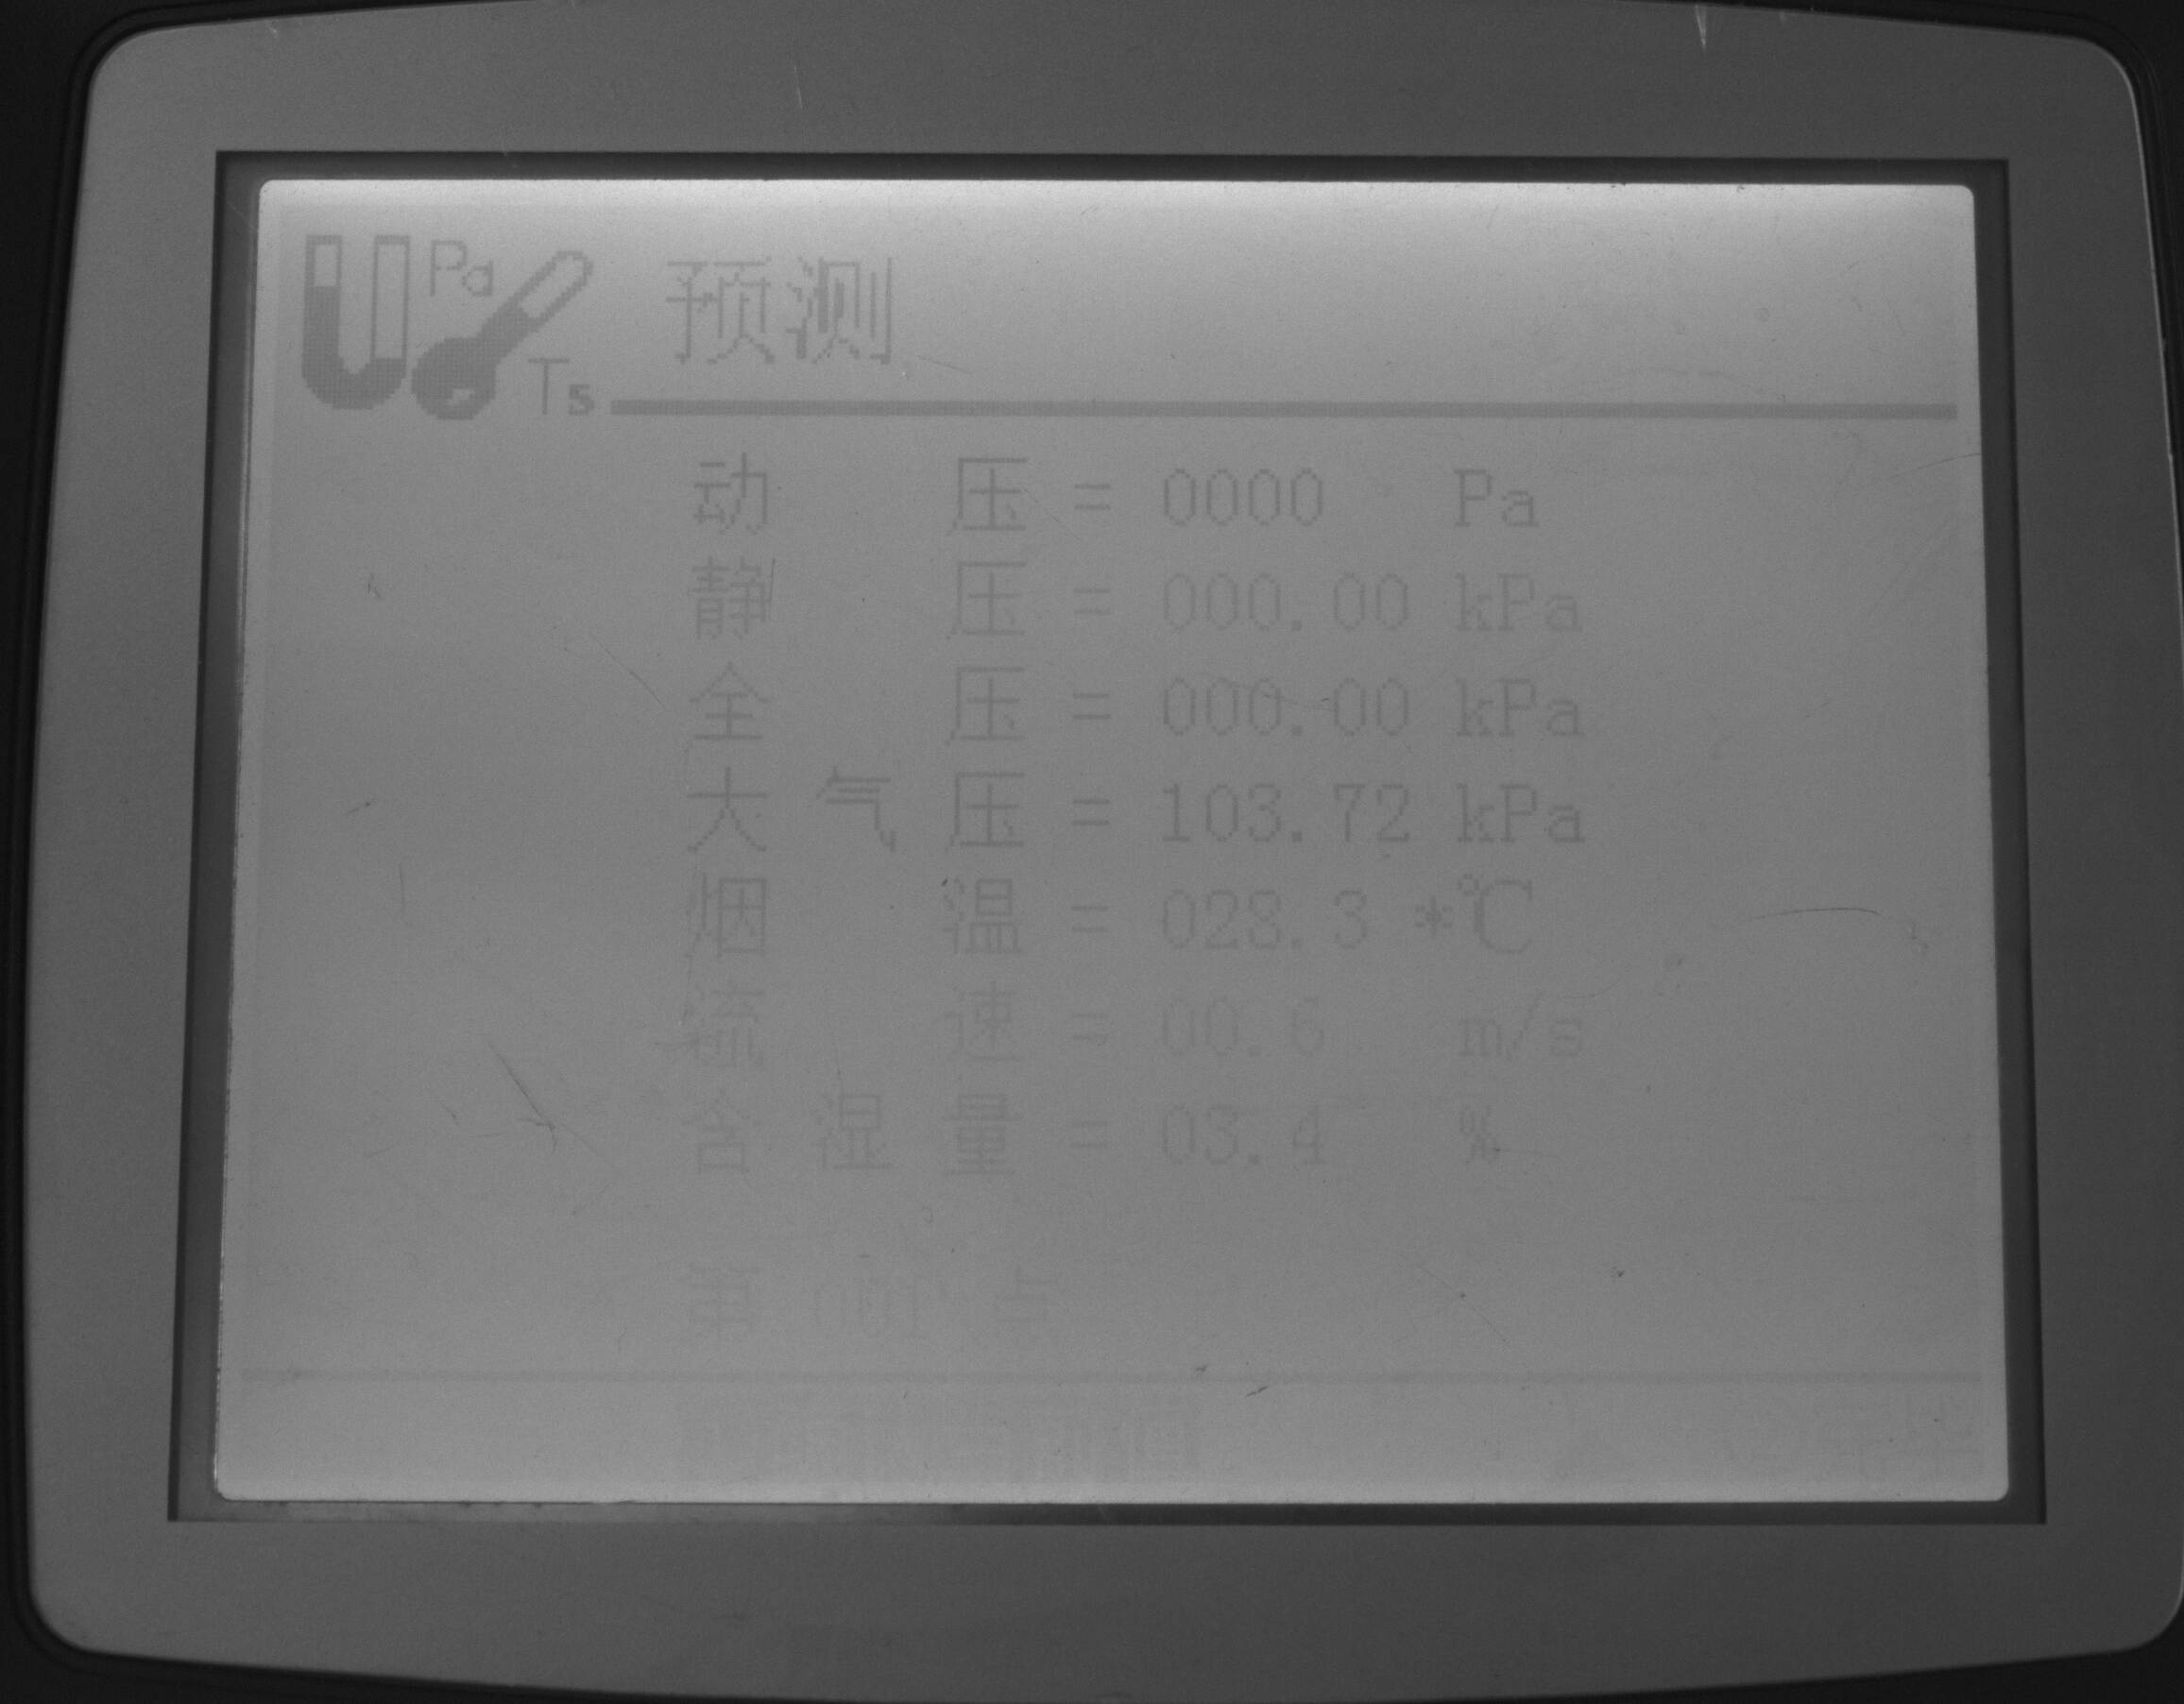 Pa Ts 预测
动 压 = 0000 Pa
静 压 = 000.00 kPa
全 压 = 000.00 kPa
大 气 压 = 103.72 kPa
烟 温 = 028.3 *℃
流 速 = 00.6 m/s
含 湿 量 = 03.4 %
第 001 点